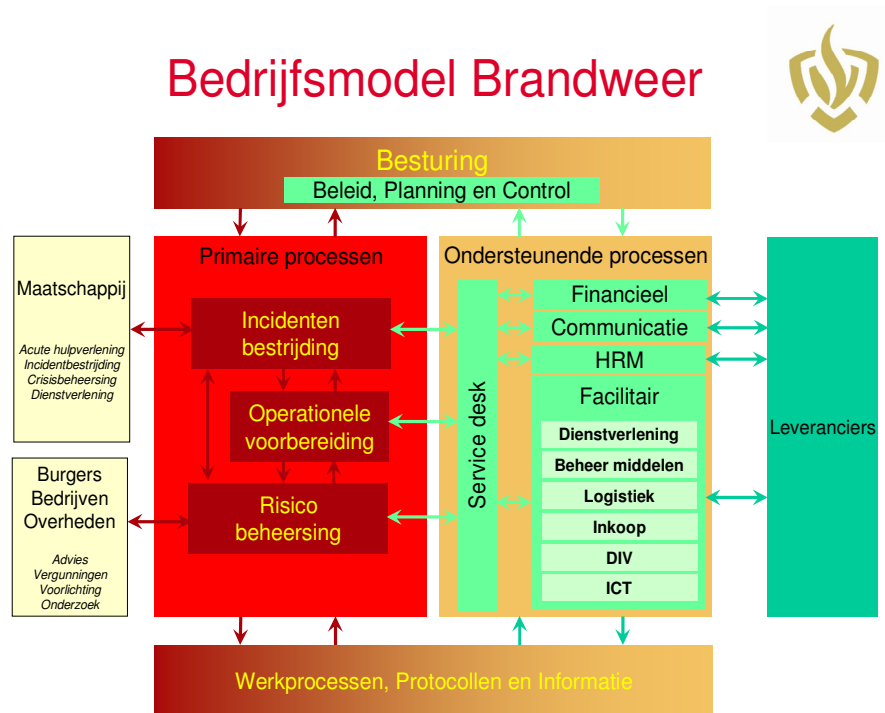 Bedrijfsmodel Brandweer
Besturing
Beleid, Planning en Control
Maatschappij
Acute hulpverlening
Incidentbestrijding
Crisisbeheersing
Dienstverlening
Burgers
Bedrijven
Overheden
Advies
Vergunningen
Voorlichting
Onderzoek
Primaire processen
Incidenten
bestrijding
Operationele
voorbereiding
Risico
beheersing
Ondersteunende processen
Service desk
Financieel
Communicatie
HRM
Facilitair
Dienstverlening
Beheer middelen
Logistiek
Inkoop
DIV
ICT
Leveranciers
Werkprocessen, Protocollen en Informatie